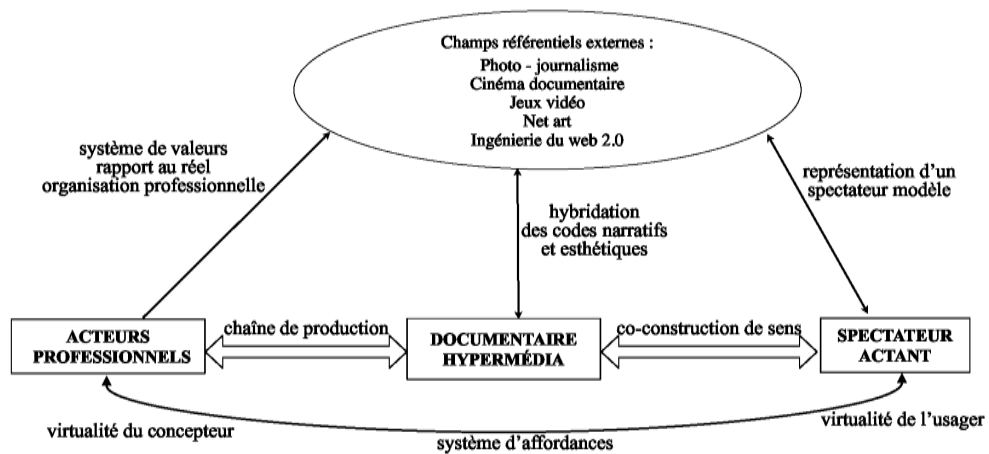 Champs référentiels externes :
Photo - journalisme
Cinéma documentaire
Jeux vidéo
Net art
Ingénierie du web 2.0
système de valeurs
rapport au réel
organisation professionnelle
hybridation
des codes narratifs
et esthétiques
représentation d'un
spectateur modèle
ACTEURS
PROFESSIONNELS
chaîne de production
DOCUMENTAIRE
HYPERMÉDIA
co-construction de sens
SPECTATEUR
ACTANT
virtualité du concepteur
système d'affordances
virtualité de l'usager